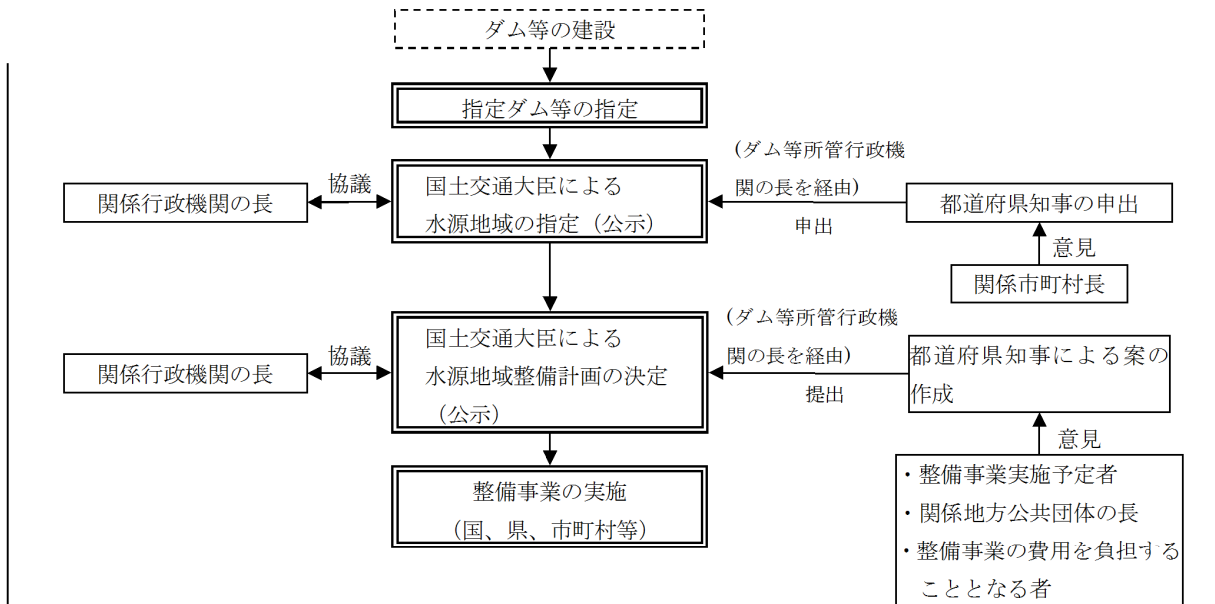 ダム等の建設
指定ダム等の指定
(ダム等所管行政機
関の長を経由)
申出
国土交通大臣による
水源地域の指定（公示）
協議
関係行政機関の長
都道府県知事の申出
意見
関係市町村長
(ダム等所管行政機
関の長を経由)
提出
国土交通大臣による
水源地域整備計画の決定
（公示）
協議
関係行政機関の長
都道府県知事による案の
作成
意見
・整備事業実施予定者
・関係地方公共団体の長
・整備事業の費用を負担する
こととなる者
整備事業の実施
（国、県、市町村等）